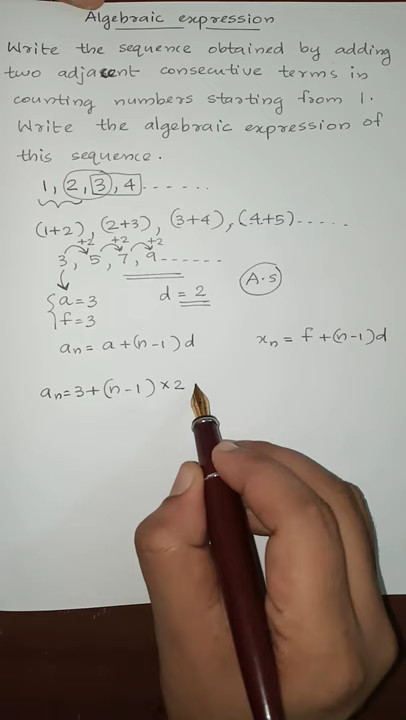 Algebraic expression
Write the sequence obtained by adding
two adjacent consecutive terms in
counting numbers starting from 1.
Write the algebraic expression of
this sequence.
1, 2, 3, 4......
(1+2), (2+3), (3+4), (4+5).....
+2 +2 +2
3, 5, 7, 9......
A.S
a=3 d=2
f=3
an = a+(n-1)d xn = f+(n-1)d
an=3+(n-1)×2